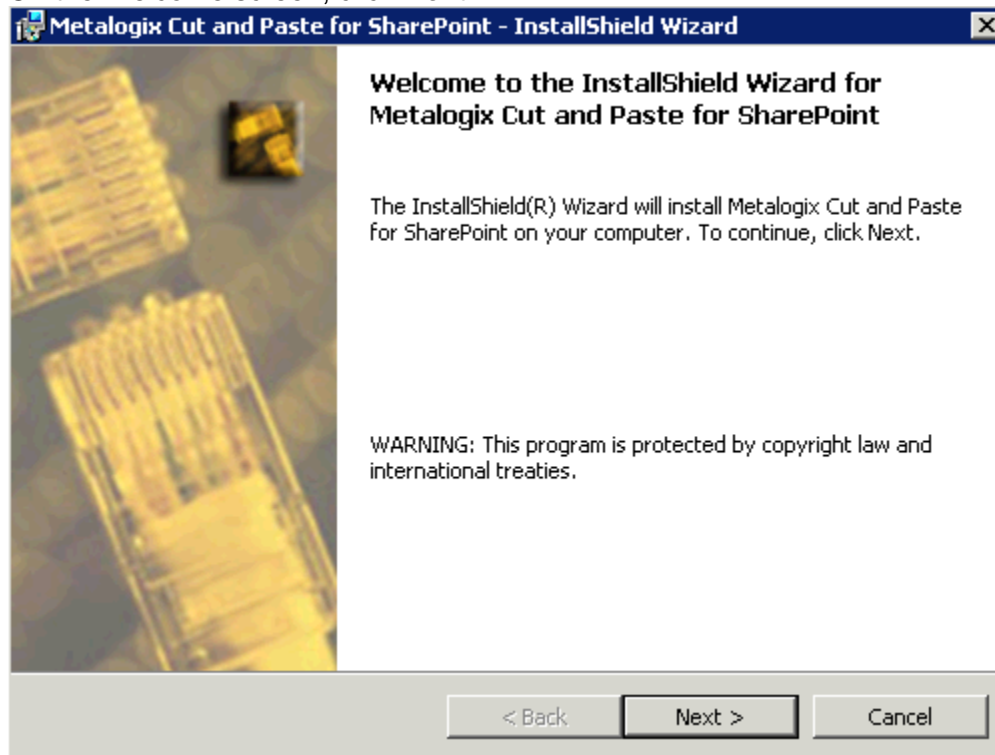 Metalogix Cut and Paste for SharePoint - InstallShield Wizard
Welcome to the InstallShield Wizard for
Metalogix Cut and Paste for SharePoint
The InstallShield(R) Wizard will install Metalogix Cut and Paste
for SharePoint on your computer. To continue, click Next.
WARNING: This program is protected by copyright law and
international treaties.
< Back
Next >
Cancel